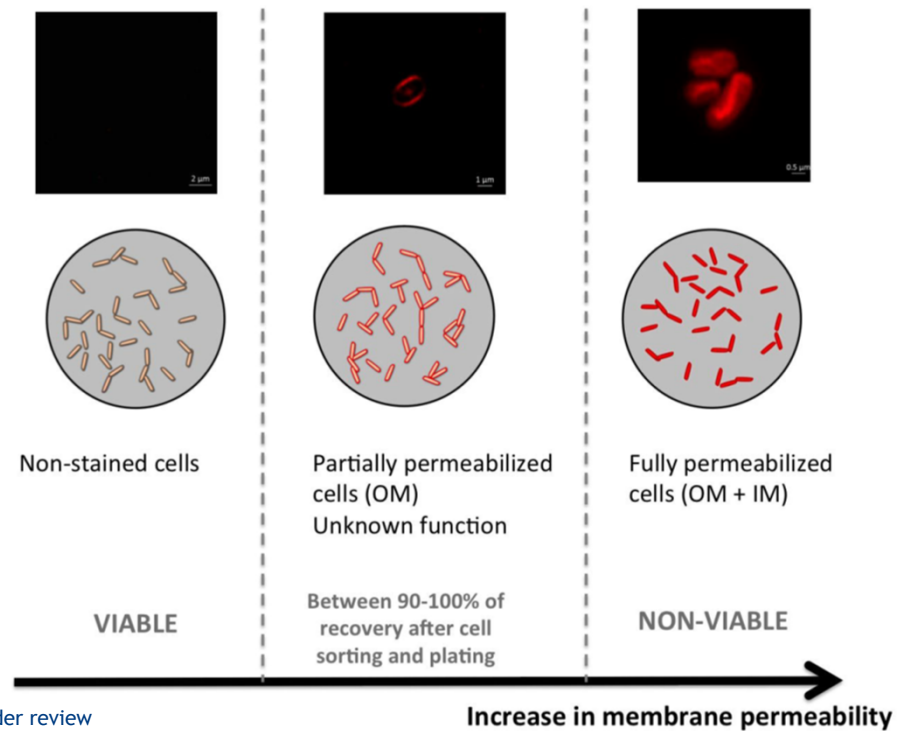 2 μm
1 μm
0.5 μm
Non-stained cells
Partially permeabilized
cells (OM)
Unknown function
Fully permeabilized
cells (OM + IM)
VIABLE
Between 90-100% of
recovery after cell
sorting and plating
NON-VIABLE
review
Increase in membrane permeability